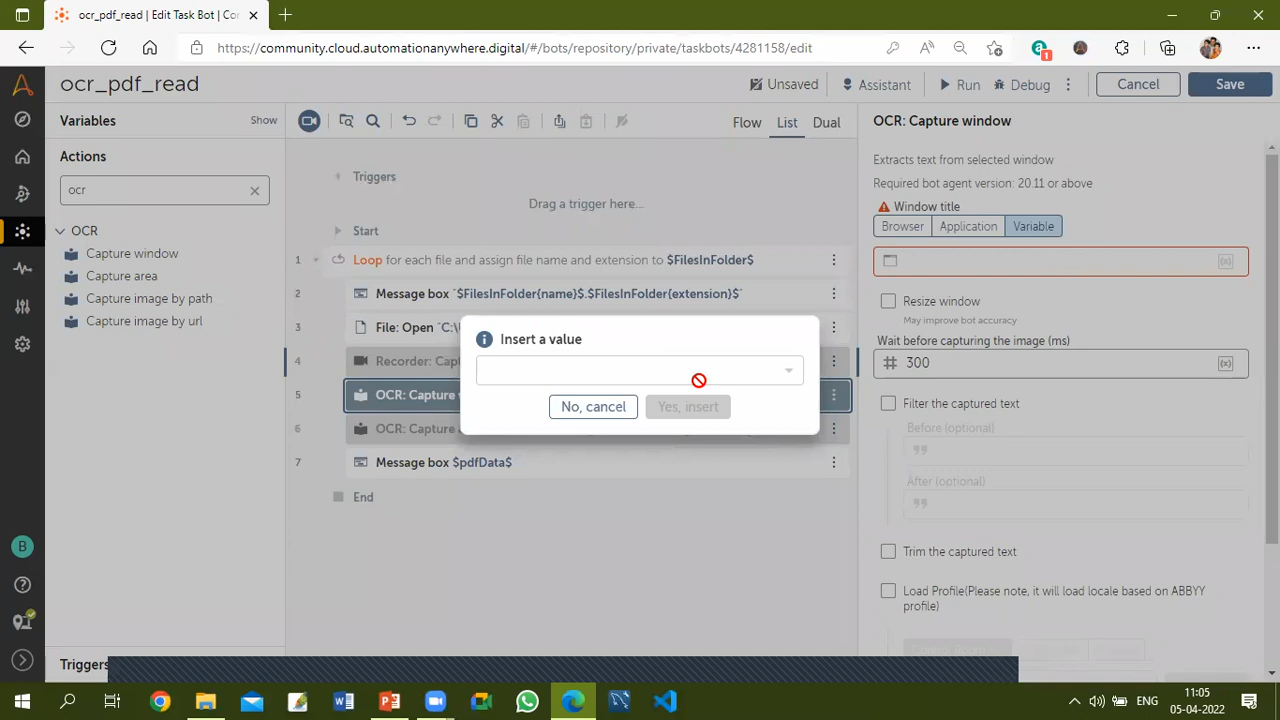 ocr_pdf_read | Edit Task Bot | Co
https://community.cloud.automationanywhere.digital/#/bots/repository/private/taskbots/4281158/edit
1
ocr_pdf_read
Unsaved
Assistant
Run
Debug
Cancel
Save
Variables
Show
Flow
List
Dual
OCR: Capture window
Actions
ocr
Triggers
Drag a trigger here...
Extracts text from selected window
Required bot agent version: 20.11 or above
Window title
Browser
Application
Variable
OCR
Capture window
Capture area
Capture image by path
Capture image by url
Start
1 Loop for each file and assign file name and extension to $FilesInFolder$
2 Message box "$FilesInFolder{name}$.$FilesInFolder{extension}$"
3 File: Open "C:\
4 Recorder: Cap
5 OCR: Capture
6 OCR: Capture
7 Message box $pdfData$
End
Insert a value
No, cancel
Yes, insert
(x)
Resize window
May improve bot accuracy
Wait before capturing the image (ms)
# 300
(x)
Filter the captured text
Before (optional)
After (optional)
Trim the captured text
Load Profile(Please note, it will load locale based on ABBYY
profile)
B
Triggers
ENG
11:05
05-04-2022